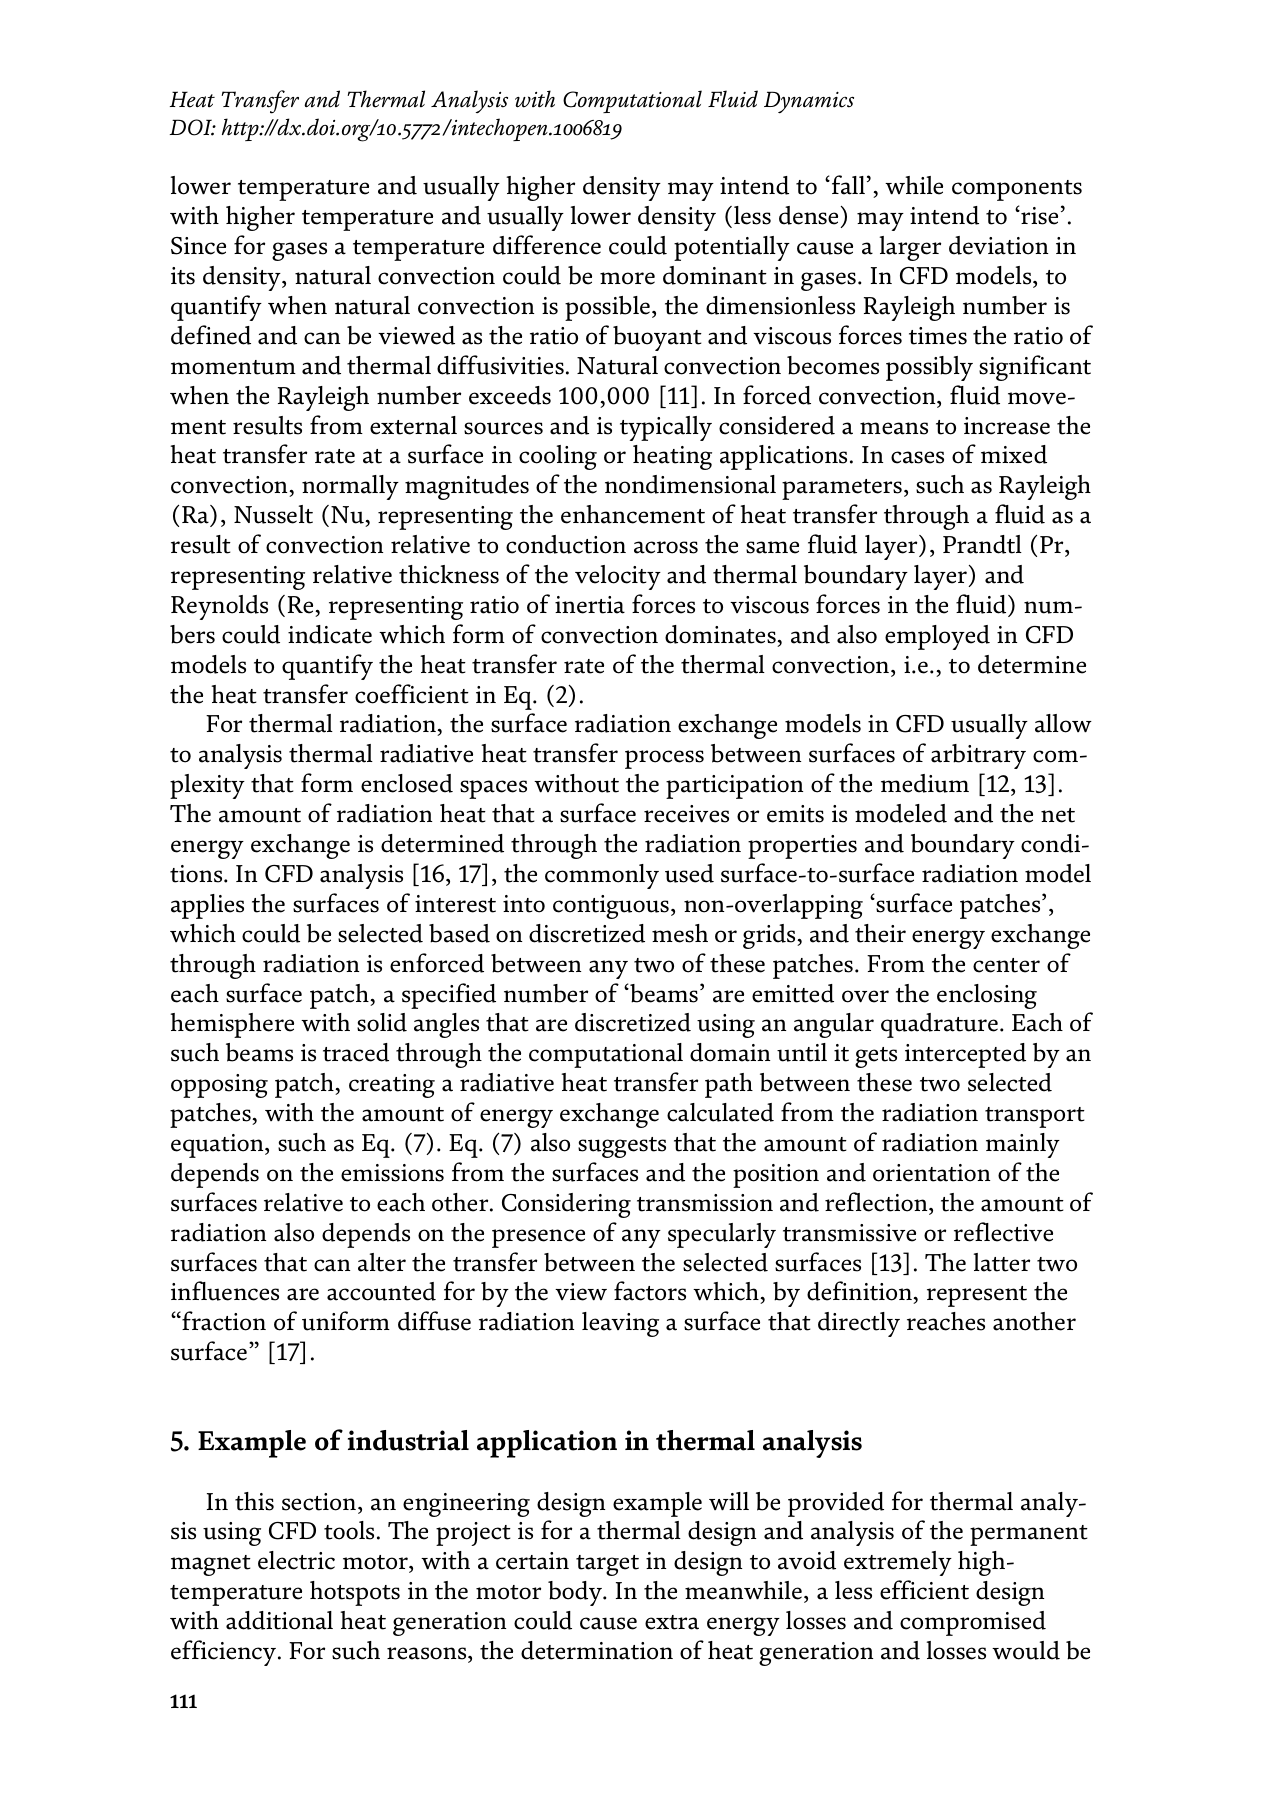 Heat Transfer and Thermal Analysis with Computational Fluid Dynamics
DOI: http://dx.doi.org/10.5772/intechopen.1006819
lower temperature and usually higher density may intend to ‘fall’, while components
with higher temperature and usually lower density (less dense) may intend to ‘rise’.
Since for gases a temperature difference could potentially cause a larger deviation in
its density, natural convection could be more dominant in gases. In CFD models, to
quantify when natural convection is possible, the dimensionless Rayleigh number is
defined and can be viewed as the ratio of buoyant and viscous forces times the ratio of
momentum and thermal diffusivities. Natural convection becomes possibly significant
when the Rayleigh number exceeds 100,000 [11]. In forced convection, fluid move-
ment results from external sources and is typically considered a means to increase the
heat transfer rate at a surface in cooling or heating applications. In cases of mixed
convection, normally magnitudes of the nondimensional parameters, such as Rayleigh
(Ra), Nusselt (Nu, representing the enhancement of heat transfer through a fluid as a
result of convection relative to conduction across the same fluid layer), Prandtl (Pr,
representing relative thickness of the velocity and thermal boundary layer) and
Reynolds (Re, representing ratio of inertia forces to viscous forces in the fluid) num-
bers could indicate which form of convection dominates, and also employed in CFD
models to quantify the heat transfer rate of the thermal convection, i.e., to determine
the heat transfer coefficient in Eq. (2).
For thermal radiation, the surface radiation exchange models in CFD usually allow
to analysis thermal radiative heat transfer process between surfaces of arbitrary com-
plexity that form enclosed spaces without the participation of the medium [12, 13].
The amount of radiation heat that a surface receives or emits is modeled and the net
energy exchange is determined through the radiation properties and boundary condi-
tions. In CFD analysis [16, 17], the commonly used surface-to-surface radiation model
applies the surfaces of interest into contiguous, non-overlapping ‘surface patches’,
which could be selected based on discretized mesh or grids, and their energy exchange
through radiation is enforced between any two of these patches. From the center of
each surface patch, a specified number of ‘beams’ are emitted over the enclosing
hemisphere with solid angles that are discretized using an angular quadrature. Each of
such beams is traced through the computational domain until it gets intercepted by an
opposing patch, creating a radiative heat transfer path between these two selected
patches, with the amount of energy exchange calculated from the radiation transport
equation, such as Eq. (7). Eq. (7) also suggests that the amount of radiation mainly
depends on the emissions from the surfaces and the position and orientation of the
surfaces relative to each other. Considering transmission and reflection, the amount of
radiation also depends on the presence of any specularly transmissive or reflective
surfaces that can alter the transfer between the selected surfaces [13]. The latter two
influences are accounted for by the view factors which, by definition, represent the
“fraction of uniform diffuse radiation leaving a surface that directly reaches another
surface” [17].
5. Example of industrial application in thermal analysis
In this section, an engineering design example will be provided for thermal analy-
sis using CFD tools. The project is for a thermal design and analysis of the permanent
magnet electric motor, with a certain target in design to avoid extremely high-
temperature hotspots in the motor body. In the meanwhile, a less efficient design
with additional heat generation could cause extra energy losses and compromised
efficiency. For such reasons, the determination of heat generation and losses would be
111